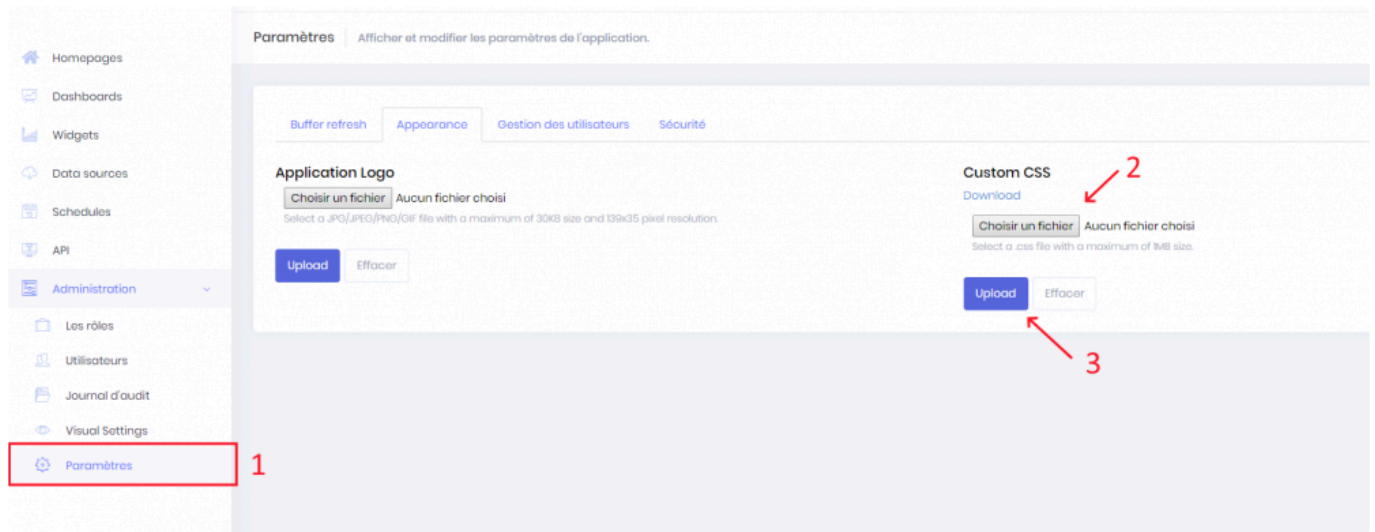 Homepages
Dashboards
Widgets
Data sources
Schedules
API
Administration
Les rôles
Utilisateurs
Journal d'audit
Visual Settings
Paramètres
1
Paramètres Afficher et modifier les paramètres de l'application.
Buffer refresh Appearance Gestion des utilisateurs Sécurité
Application Logo
Choisir un fichier Aucun fichier choisi
Select a JPG/JPEG/PNG/GIF file with a maximum of 30KB size and 139x35 pixel resolution.
Upload Effacer
Custom CSS
2
Download
Choisir un fichier Aucun fichier choisi
Select a .css file with a maximum of 1MB size.
Upload Effacer
3